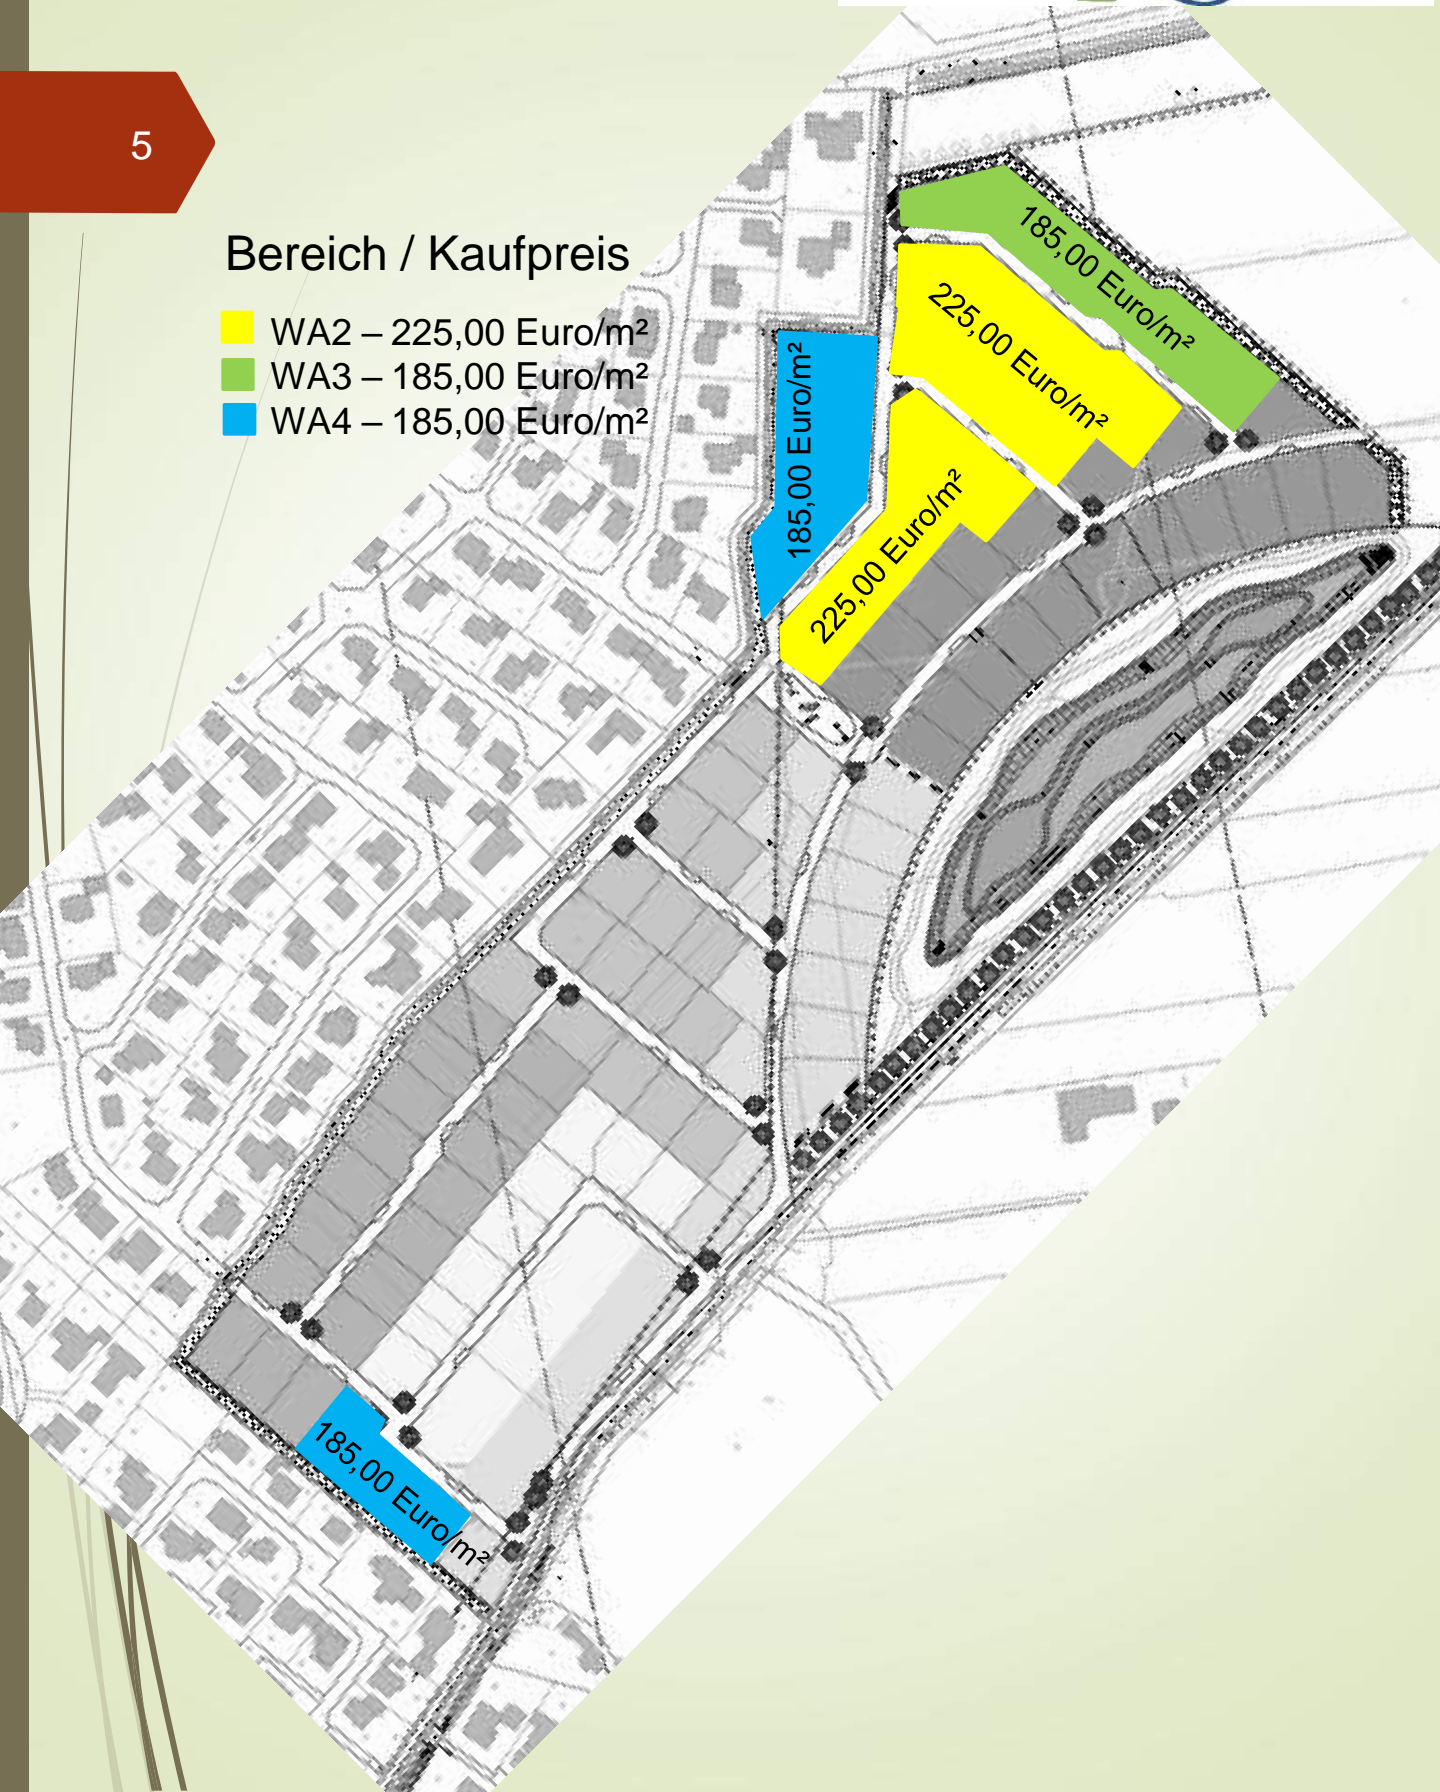 5
Bereich / Kaufpreis
WA2 – 225,00 Euro/m²
WA3 – 185,00 Euro/m²
WA4 – 185,00 Euro/m²
185,00 Euro/m²
225,00 Euro/m²
185,00 Euro/m²
225,00 Euro/m²
185,00 Euro/m²